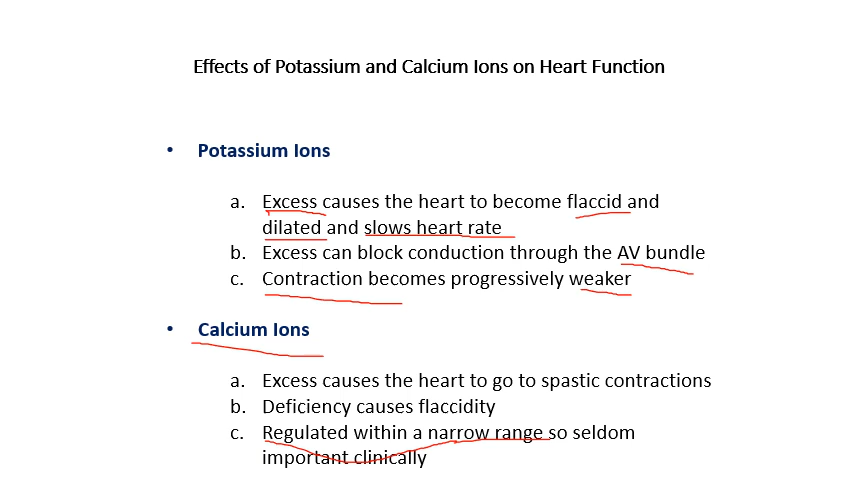 Effects of Potassium and Calcium Ions on Heart Function
• Potassium Ions
a. Excess causes the heart to become flaccid and
dilated and slows heart rate
b. Excess can block conduction through the AV bundle
c. Contraction becomes progressively weaker
• Calcium Ions
a. Excess causes the heart to go to spastic contractions
b. Deficiency causes flaccidity
c. Regulated within a narrow range so seldom
important clinically